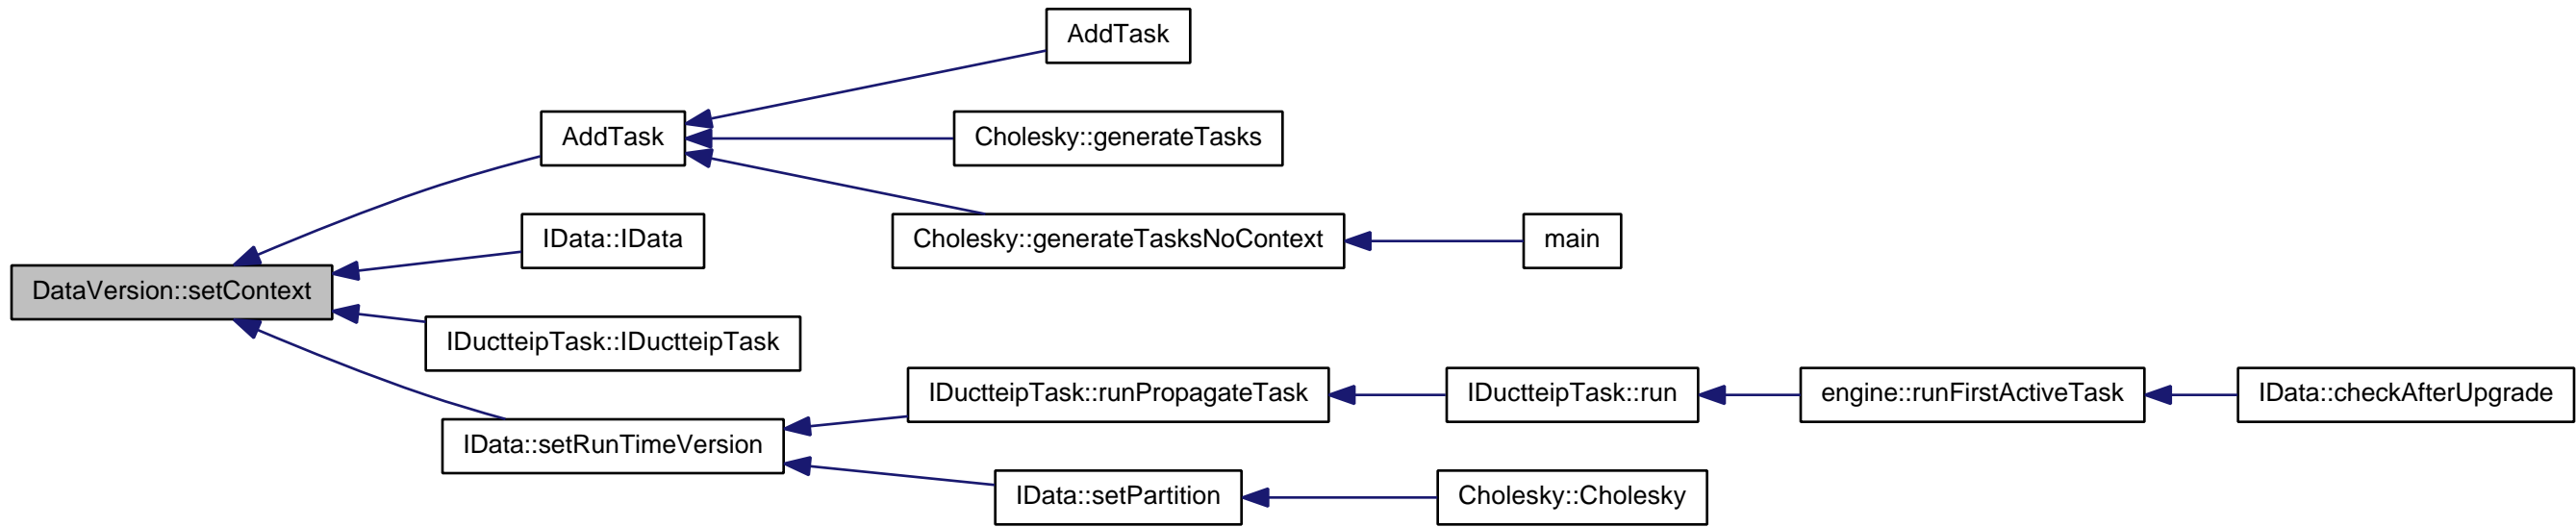 AddTask
AddTask
Cholesky::generateTasks
IData::IData
Cholesky::generateTasksNoContext
main
DataVersion::setContext
IDuctteipTask::IDuctteipTask
IDuctteipTask::runPropagateTask
IDuctteipTask::run
engine::runFirstActiveTask
IData::checkAfterUpgrade
IData::setRunTimeVersion
IData::setPartition
Cholesky::Cholesky